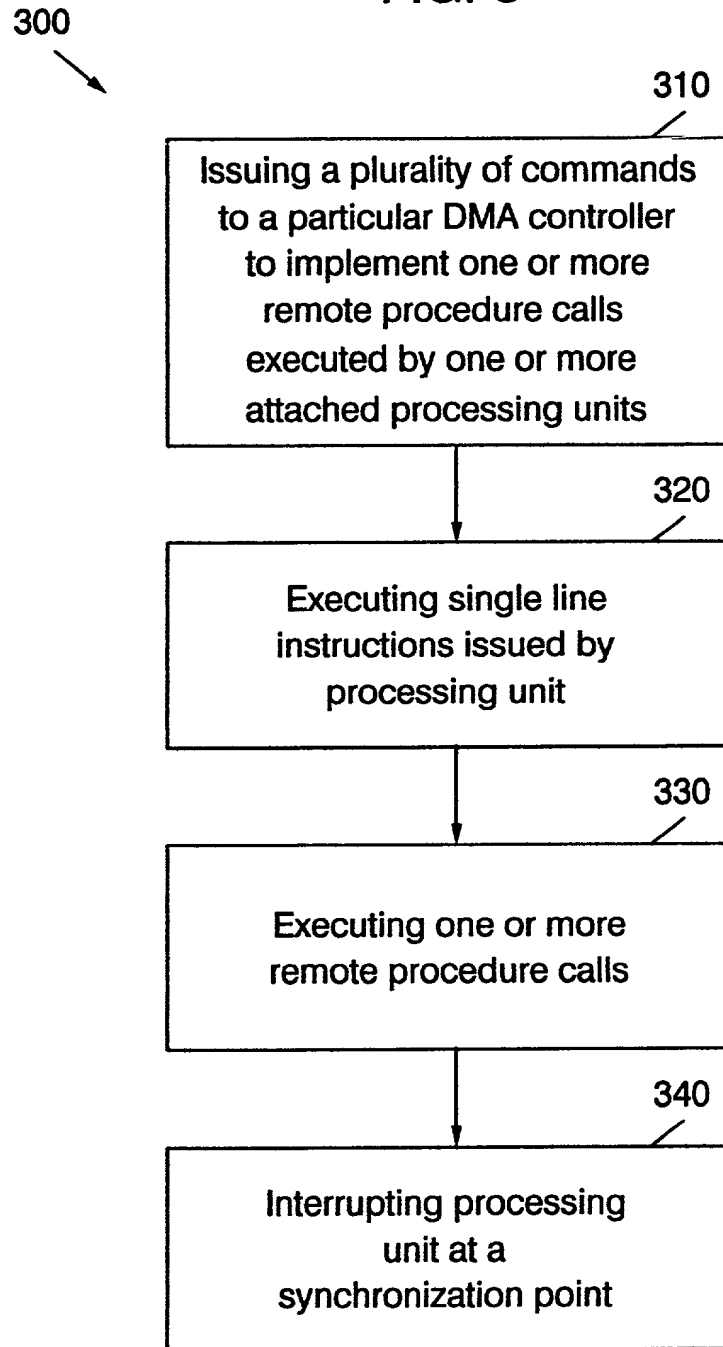 300
310
Issuing a plurality of commands
to a particular DMA controller
to implement one or more
remote procedure calls
executed by one or more
attached processing units
320
Executing single line
instructions issued by
processing unit
330
Executing one or more
remote procedure calls
340
Interrupting processing
unit at a
synchronization point